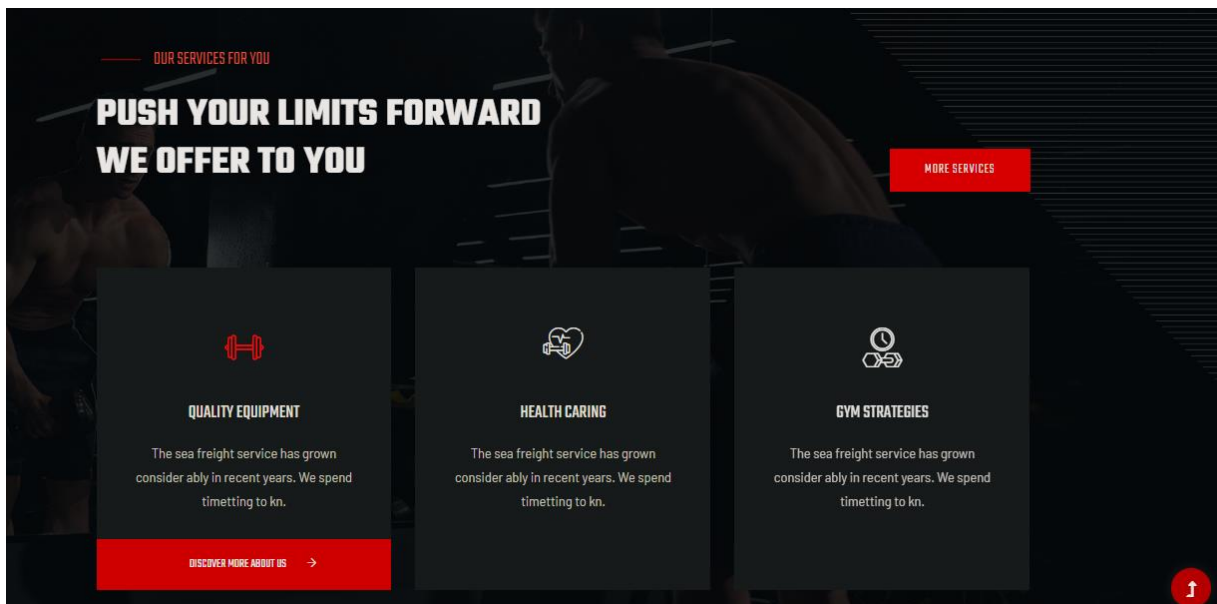 OUR SERVICES FOR YOU
PUSH YOUR LIMITS FORWARD
WE OFFER TO YOU
MORE SERVICES
QUALITY EQUIPMENT
The sea freight service has grown
consider ably in recent years. We spend
timetting to kn.
DISCOVER MORE ABOUT US
HEALTH CARING
The sea freight service has grown
consider ably in recent years. We spend
timetting to kn.
GYM STRATEGIES
The sea freight service has grown
consider ably in recent years. We spend
timetting to kn.